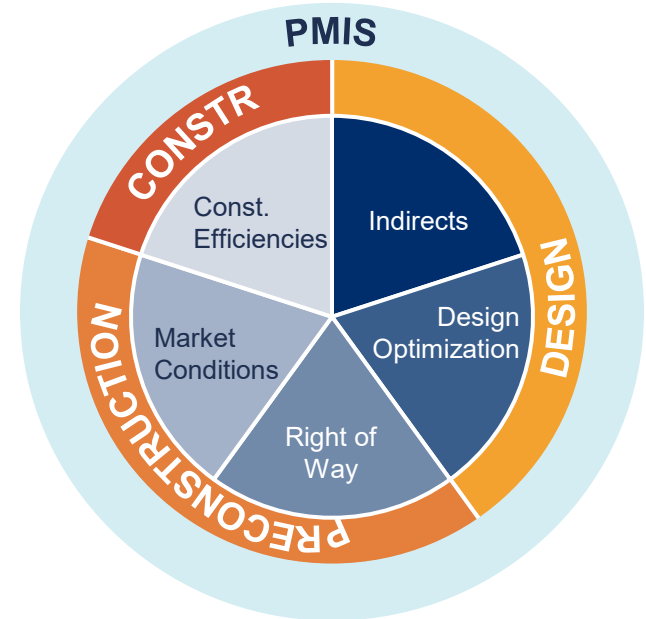 PMIS
CONSTR
DESIGN
PRECONSTRUCTION
Const.
Efficiencies
Indirects
Design
Optimization
Right of
Way
Market
Conditions